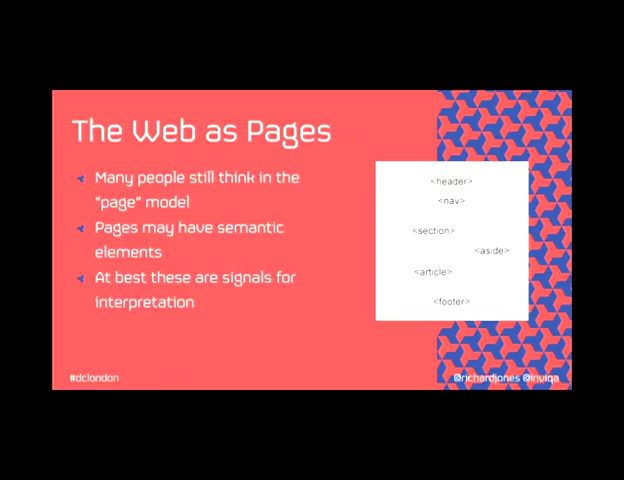 The Web as Pages
Many people still think in the
"page" model
Pages may have semantic
elements
At best these are signals for
interpretation
<header>
<nav>
<section>
<aside>
<article>
<footer>
#dclondon
@richardjones @inviqa